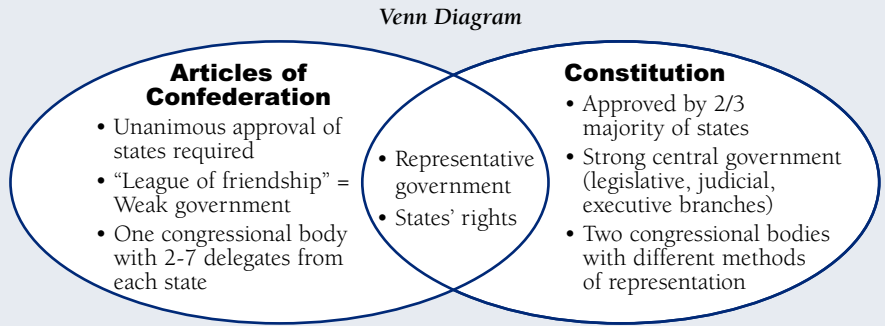 Venn Diagram
Articles of
Confederation
• Unanimous approval of
states required
• “League of friendship” =
Weak government
• One congressional body
with 2-7 delegates from
each state
• Representative
government
• States’ rights
Constitution
• Approved by 2/3
majority of states
• Strong central government
(legislative, judicial,
executive branches)
• Two congressional bodies
with different methods
of representation